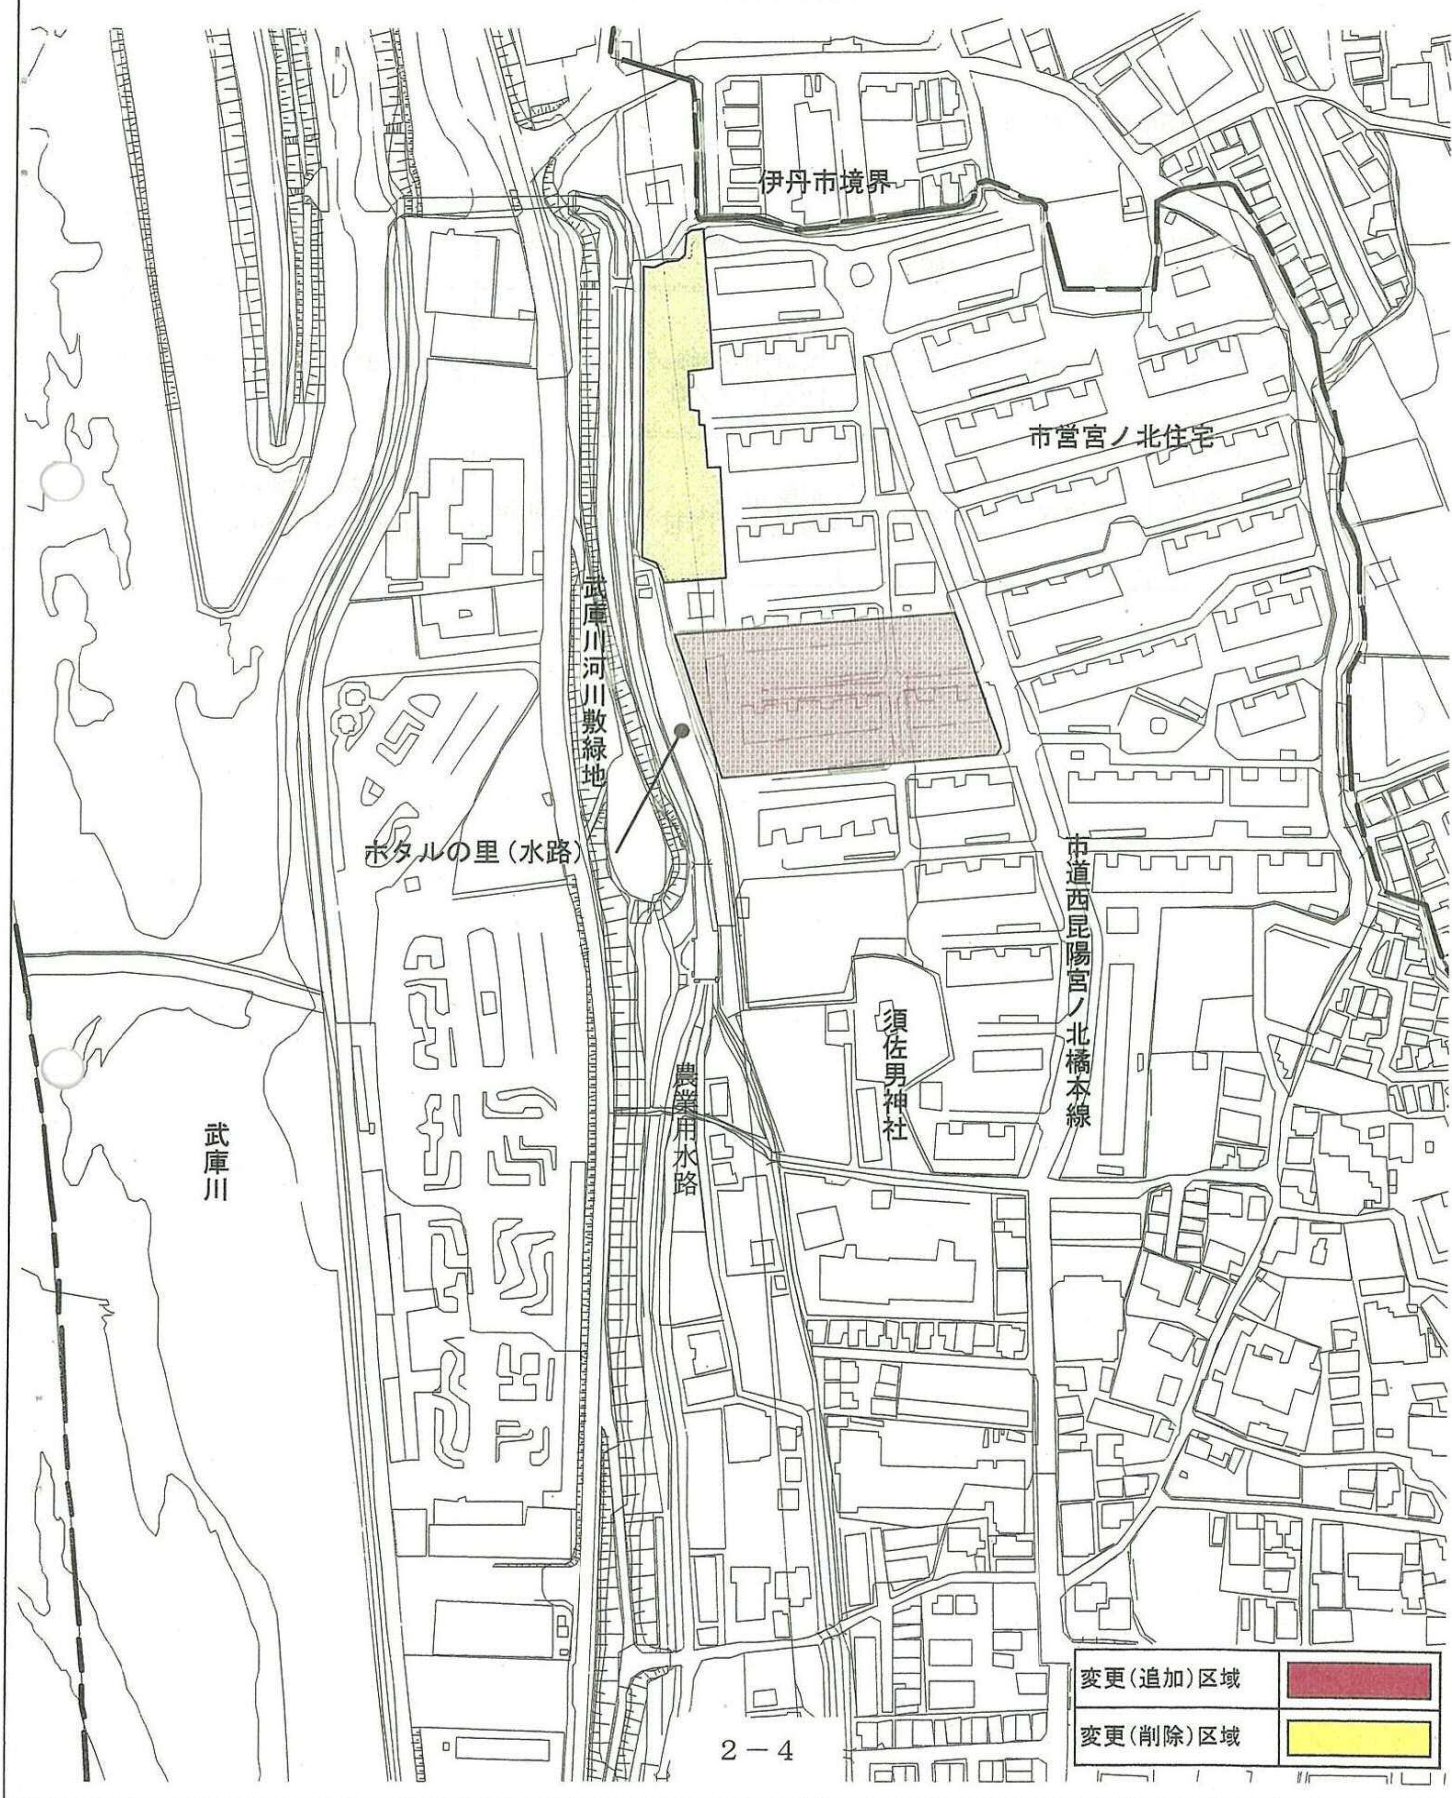 伊丹市境界
市営宮ノ北住宅
武庫川河川敷緑地
ホタルの里(水路)
市道西昆陽宮ノ北橋本線
須佐男神社
農業用水路
武庫川
変更(追加)区域
変更(削除)区域
2-4